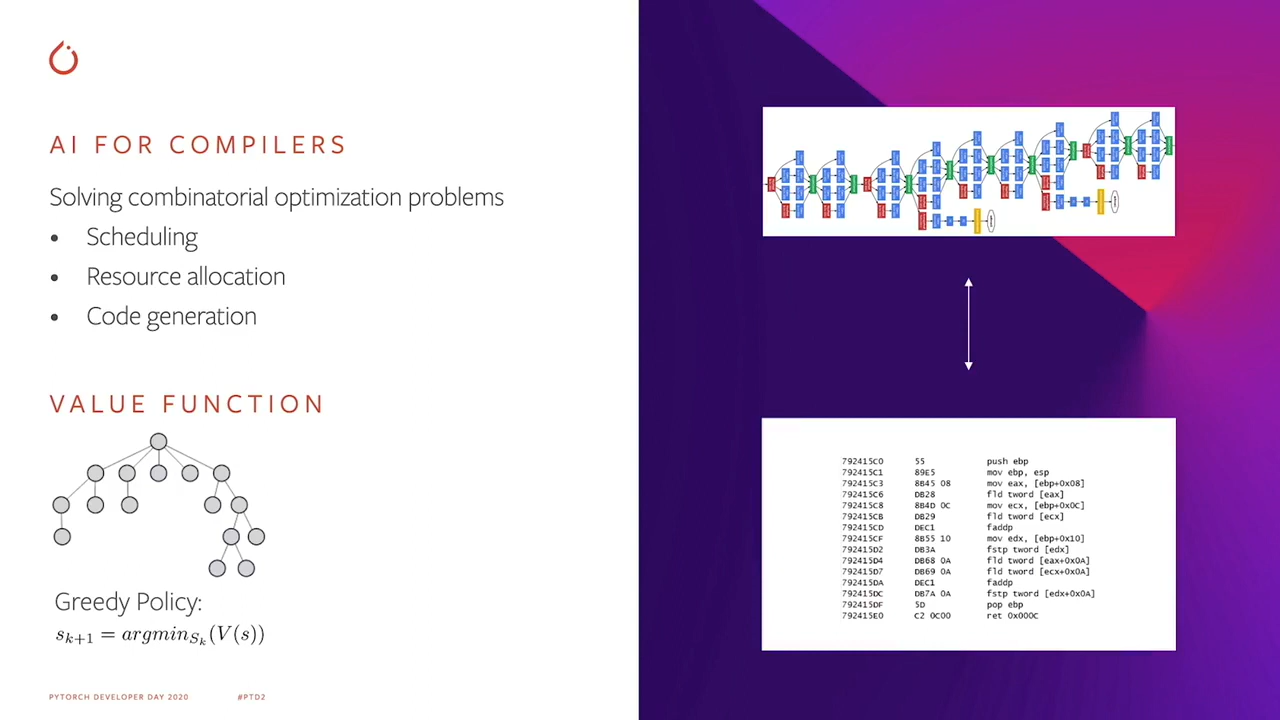 AI FOR COMPILERS
Solving combinatorial optimization problems
• Scheduling
• Resource allocation
• Code generation
VALUE FUNCTION
Greedy Policy:
s_{k+1} = argmin_{S_k}(V(s))
PYTORCH DEVELOPER DAY 2020 #PTD2
792415C0 55 push ebp
792415C1 89E5 mov ebp, esp
792415C3 8B45 08 mov eax, [ebp+0x08]
792415C6 DB28 fld tword [eax]
792415C8 8B4D 0C mov ecx, [ebp+0x0C]
792415CB DB29 fld tword [ecx]
792415CD DEC1 faddp
792415CF 8B55 10 mov edx, [ebp+0x10]
792415D2 DB3A fstp tword [edx]
792415D4 DB68 0A fld tword [eax+0x0A]
792415D7 DB69 0A fld tword [ecx+0x0A]
792415DA DEC1 faddp
792415DC DB7A 0A fstp tword [edx+0x0A]
792415DF 5D pop ebp
792415E0 C2 0C00 ret 0x000C